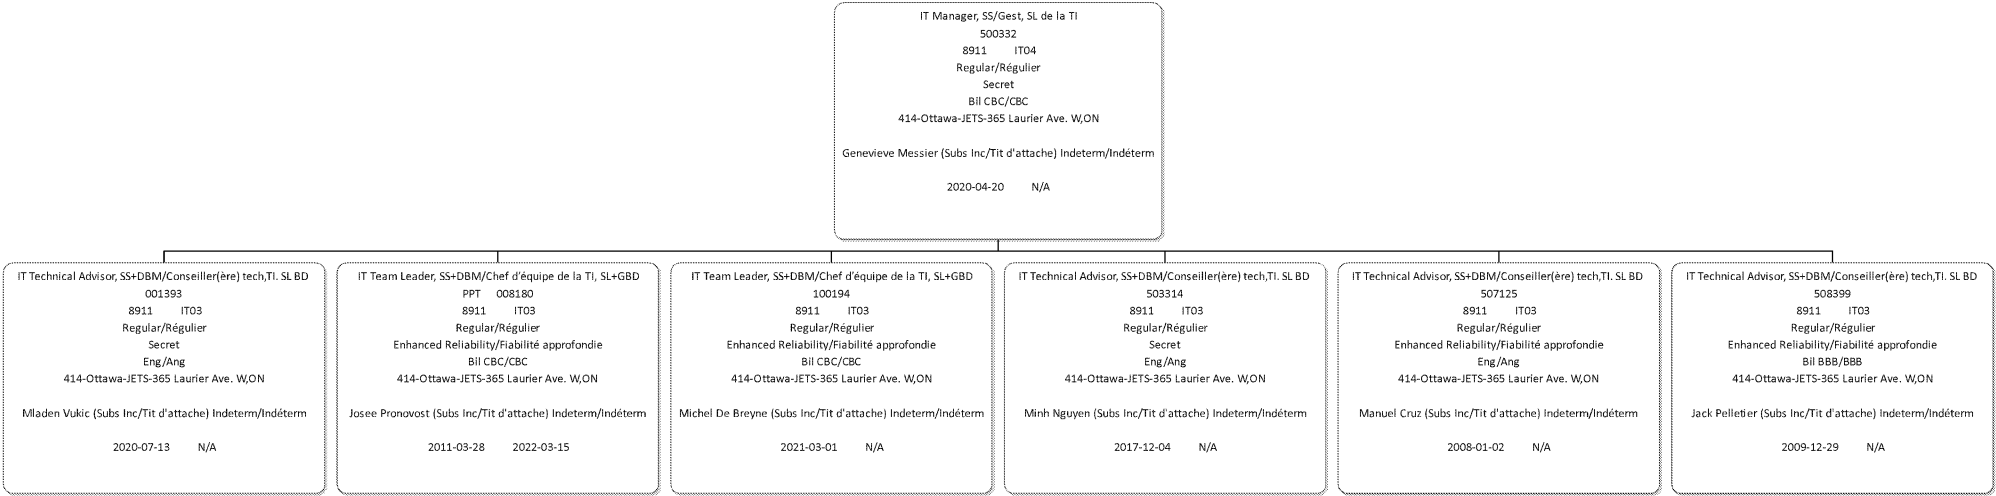 IT Manager, SS/Gest, SL de la TI
500332
8911 IT04
Regular/Régulier
Secret
Bil CBC/CBC
414-Ottawa-JETS-365 Laurier Ave. W,ON
Genevieve Messier (Subs Inc/Tit d'attache) Indeterm/Indéterm
2020-04-20 N/A
IT Technical Advisor, SS+DBM/Conseiller(ère) tech,TI. SL BD
001393
8911 IT03
Regular/Régulier
Secret
Eng/Ang
414-Ottawa-JETS-365 Laurier Ave. W,ON
Mladen Vukic (Subs Inc/Tit d'attache) Indeterm/Indéterm
2020-07-13 N/A
IT Team Leader, SS+DBM/Chef d'équipe de la TI, SL+GBD
PPT 008180
8911 IT03
Regular/Régulier
Enhanced Reliability/Fiabilité approfondie
Bil CBC/CBC
414-Ottawa-JETS-365 Laurier Ave. W,ON
Josee Pronovost (Subs Inc/Tit d'attache) Indeterm/Indéterm
2011-03-28 2022-03-15
IT Team Leader, SS+DBM/Chef d'équipe de la TI, SL+GBD
100194
8911 IT03
Regular/Régulier
Enhanced Reliability/Fiabilité approfondie
Bil CBC/CBC
414-Ottawa-JETS-365 Laurier Ave. W,ON
Michel De Breyne (Subs Inc/Tit d'attache) Indeterm/Indéterm
2021-03-01 N/A
IT Technical Advisor, SS+DBM/Conseiller(ère) tech,TI. SL BD
503314
8911 IT03
Regular/Régulier
Secret
Eng/Ang
414-Ottawa-JETS-365 Laurier Ave. W,ON
Minh Nguyen (Subs Inc/Tit d'attache) Indeterm/Indéterm
2017-12-04 N/A
IT Technical Advisor, SS+DBM/Conseiller(ère) tech,TI. SL BD
507125
8911 IT03
Regular/Régulier
Enhanced Reliability/Fiabilité approfondie
Eng/Ang
414-Ottawa-JETS-365 Laurier Ave. W,ON
Manuel Cruz (Subs Inc/Tit d'attache) Indeterm/Indéterm
2008-01-02 N/A
IT Technical Advisor, SS+DBM/Conseiller(ère) tech,TI. SL BD
508399
8911 IT03
Regular/Régulier
Enhanced Reliability/Fiabilité approfondie
Bil BBB/BBB
414-Ottawa-JETS-365 Laurier Ave. W,ON
Jack Pelletier (Subs Inc/Tit d'attache) Indeterm/Indéterm
2009-12-29 N/A